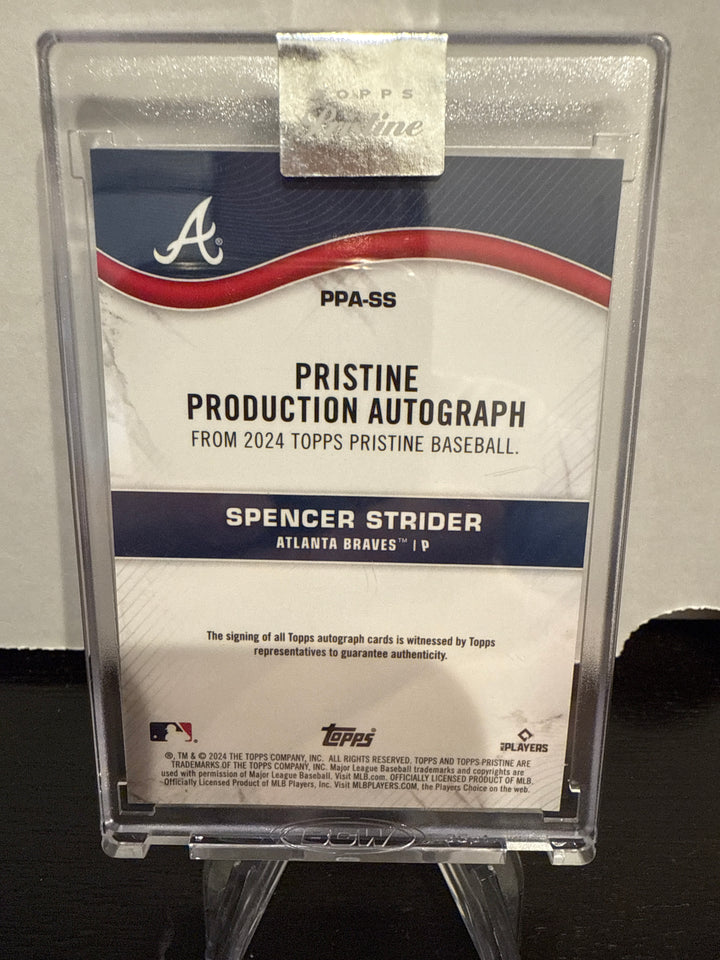 TOPPS
Pristine
A®
PPA-SS
PRISTINE
PRODUCTION AUTOGRAPH
FROM 2024 TOPPS PRISTINE BASEBALL.
SPENCER STRIDER
ATLANTA BRAVES™ | P
The signing of all Topps autograph cards is witnessed by Topps
representatives to guarantee authenticity.
®.
Topps
MLBPLAYERS
®, TM & © 2024 THE TOPPS COMPANY, INC. ALL RIGHTS RESERVED. TOPPS AND TOPPS PRISTINE ARE
TRADEMARKS OF THE TOPPS COMPANY, INC. Major League Baseball trademarks and copyrights are
used with permission of Major League Baseball. Visit MLB.com. OFFICIALLY LICENSED PRODUCT OF MLB.
Officially Licensed Product of MLB Players, Inc. Visit MLBPLAYERS.com, the Players Choice on the web.
BCW